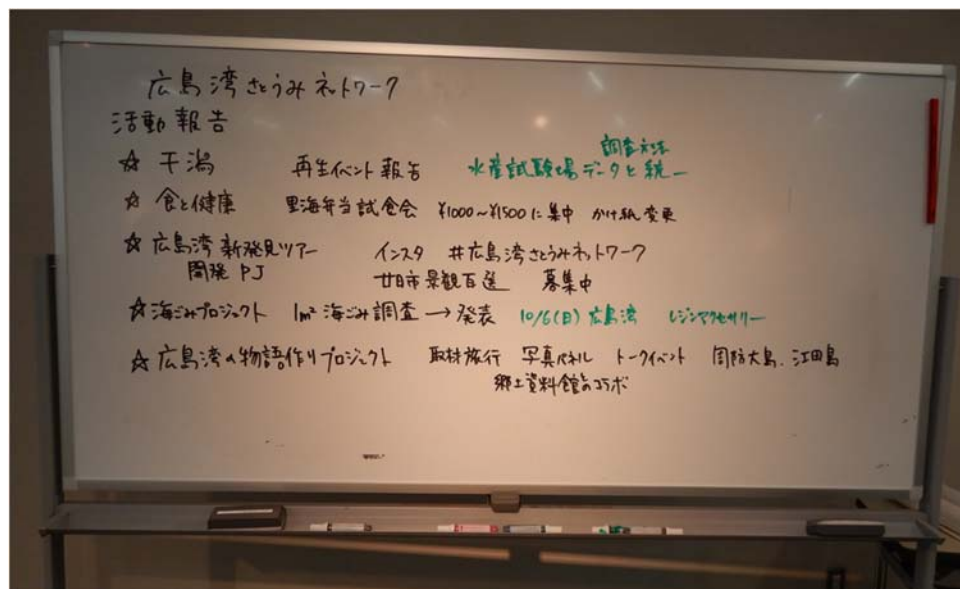 広島湾さとうみネットワーク
活動報告
☆ 干潟 再生イベント報告 水産試験場データと統一 調査方法
☆ 食と健康 里海弁当試食会 ¥1000〜¥1500に集中 かけ紙変更
☆ 広島湾新発見ツアー インスタ #広島湾さとうみネットワーク
開発PJ 廿日市景観百選 募集中
☆ 海ごみプロジェクト 1m² 海ごみ調査→発表 10/6(日)広島湾 レジンアクセサリー
☆ 広島湾の物語作りプロジェクト 取材旅行 写真パネル トークイベント 周防大島、江田島
郷土資料館とのコラボ